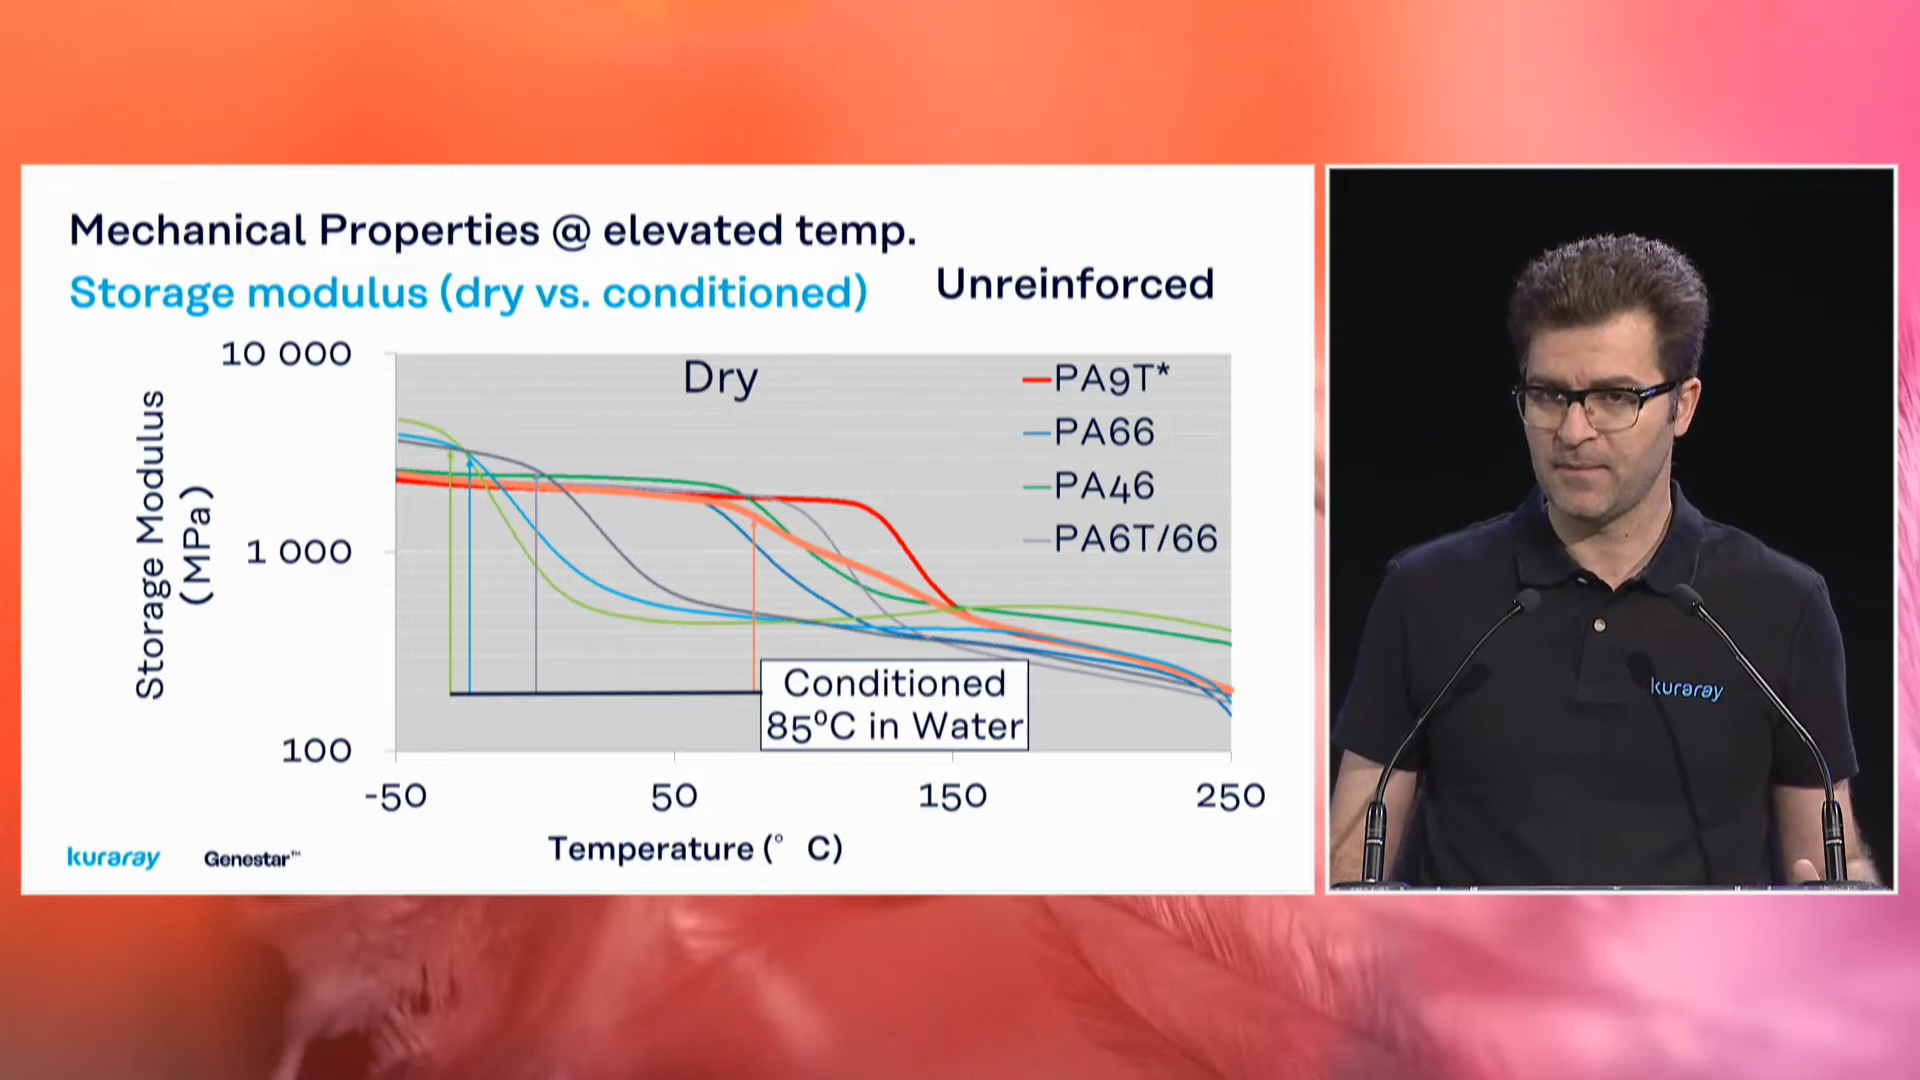 Mechanical Properties @ elevated temp.
Storage modulus (dry vs. conditioned)
Unreinforced
Storage Modulus
(MPa)
10 000
1 000
100
Dry
PA9T*
PA66
PA46
PA6T/66
Conditioned
85⁰C in Water
-50
50
150
250
Temperature (° C)
kuraray
Genestar™
kuraray